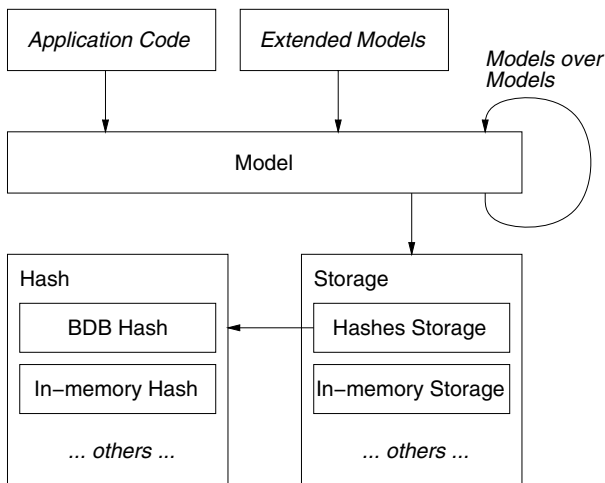 Application Code
Extended Models
Models over
Models
Model
Hash
BDB Hash
In-memory Hash
... others ...
Storage
Hashes Storage
In-memory Storage
... others ...